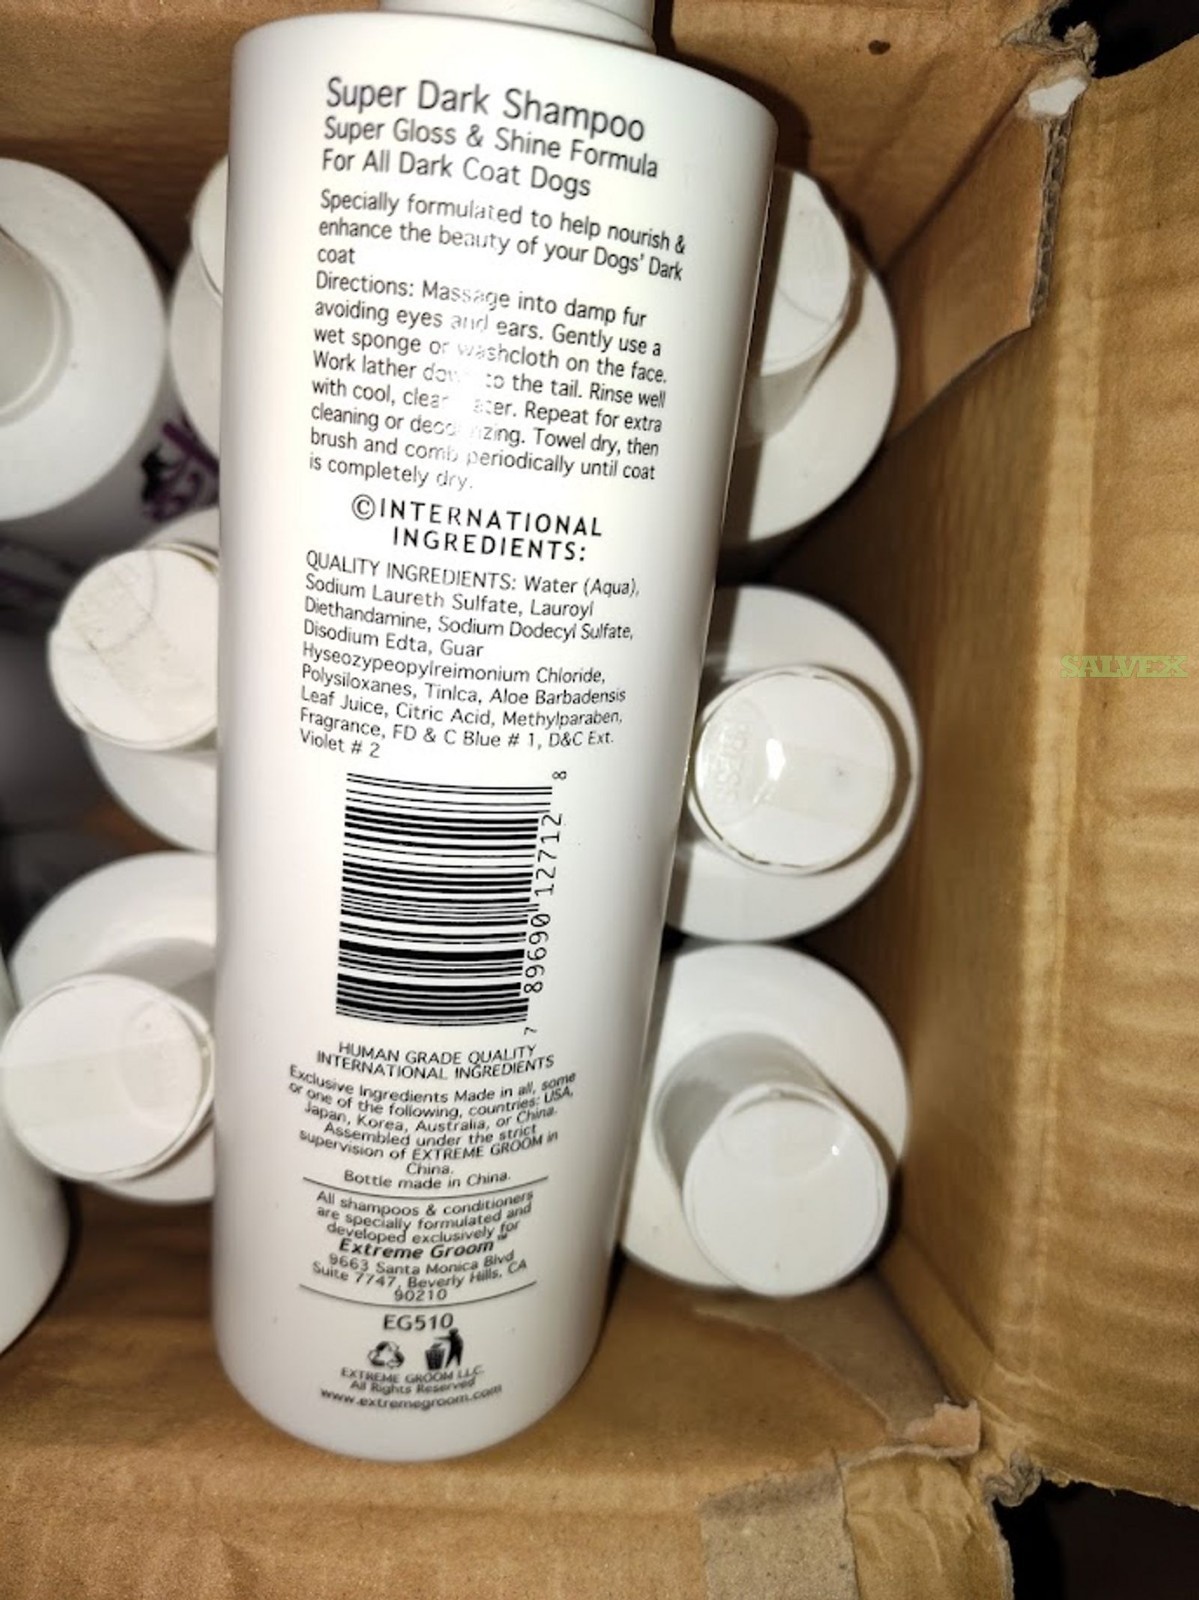 Super Dark Shampoo
Super Gloss & Shine Formula
For All Dark Coat Dogs
Specially formulated to help nourish &
enhance the beauty of your Dogs' Dark
coat
Directions: Massage into damp fur
avoiding eyes and ears. Gently use a
wet sponge or washcloth on the face.
Work lather down to the tail. Rinse well
with cool, clear water. Repeat for extra
cleaning or deodorizing. Towel dry, then
brush and comb periodically until coat
is completely dry.
©INTERNATIONAL
INGREDIENTS:
QUALITY INGREDIENTS: Water (Aqua),
Sodium Laureth Sulfate, Lauroyl
Diethandamine, Sodium Dodecyl Sulfate,
Disodium Edta, Guar
Hyseozypeopylreimonium Chloride,
Polysiloxanes, Tinlca, Aloe Barbadensis
Leaf Juice, Citric Acid, Methylparaben,
Fragrance, FD & C Blue # 1, D&C Ext.
Violet # 2
7 89690 12712 8
HUMAN GRADE QUALITY
INTERNATIONAL INGREDIENTS
Exclusive Ingredients Made in all, some
or one of the following, countries: USA,
Japan, Korea, Australia, or China.
Assembled under the strict
supervision of EXTREME GROOM in
China.
Bottle made in China.
All shampoos & conditioners
are specially formulated and
developed exclusively for
Extreme Groom™
9663 Santa Monica Blvd
Suite 7747, Beverly Hills, CA
90210
EG510
EXTREME GROOM LLC.
All Rights Reserved
www.extremegroom.com
SALVEX